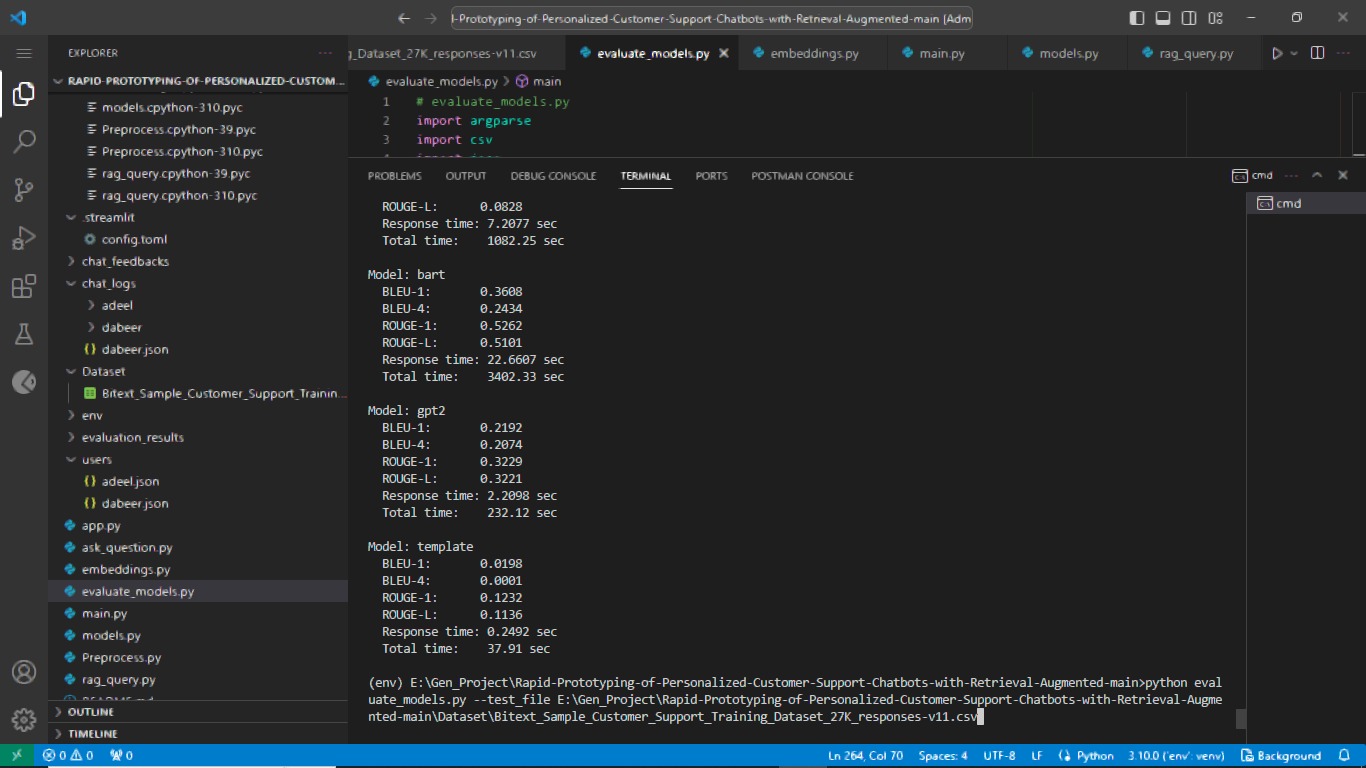 l-Prototyping-of-Personalized-Customer-Support-Chatbots-with-Retrieval-Augmented-main [Adm
EXPLORER
RAPID-PROTOTYPING-OF-PERSONALIZED-CUSTOM...
models.cpython-310.pyc
Preprocess.cpython-39.pyc
Preprocess.cpython-310.pyc
rag_query.cpython-39.pyc
rag_query.cpython-310.pyc
.streamlit
config.toml
chat_feedbacks
chat_logs
adeel
dabeer
dabeer.json
Dataset
Bitext_Sample_Customer_Support_Trainin...
env
evaluation_results
users
adeel.json
dabeer.json
app.py
ask_question.py
embeddings.py
evaluate_models.py
main.py
models.py
Preprocess.py
rag_query.py
OUTLINE
TIMELINE
g_Dataset_27K_responses-v11.csv
evaluate_models.py
embeddings.py
main.py
models.py
rag_query.py
evaluate_models.py > main
1 # evaluate_models.py
2 import argparse
3 import csv
PROBLEMS OUTPUT DEBUG CONSOLE TERMINAL PORTS POSTMAN CONSOLE
cmd
cmd
ROUGE-L: 0.0828
Response time: 7.2077 sec
Total time: 1082.25 sec
Model: bart
BLEU-1: 0.3608
BLEU-4: 0.2434
ROUGE-1: 0.5262
ROUGE-L: 0.5101
Response time: 22.6607 sec
Total time: 3402.33 sec
Model: gpt2
BLEU-1: 0.2192
BLEU-4: 0.2074
ROUGE-1: 0.3229
ROUGE-L: 0.3221
Response time: 2.2098 sec
Total time: 232.12 sec
Model: template
BLEU-1: 0.0198
BLEU-4: 0.0001
ROUGE-1: 0.1232
ROUGE-L: 0.1136
Response time: 0.2492 sec
Total time: 37.91 sec
(env) E:\Gen_Project\Rapid-Prototyping-of-Personalized-Customer-Support-Chatbots-with-Retrieval-Augmented-main>python eval
uate_models.py --test_file E:\Gen_Project\Rapid-Prototyping-of-Personalized-Customer-Support-Chatbots-with-Retrieval-Augme
nted-main\Dataset\Bitext_Sample_Customer_Support_Training_Dataset_27K_responses-v11.csv
0 0 0
Ln 264, Col 70 Spaces: 4 UTF-8 LF Python 3.10.0 ('env': venv) Background